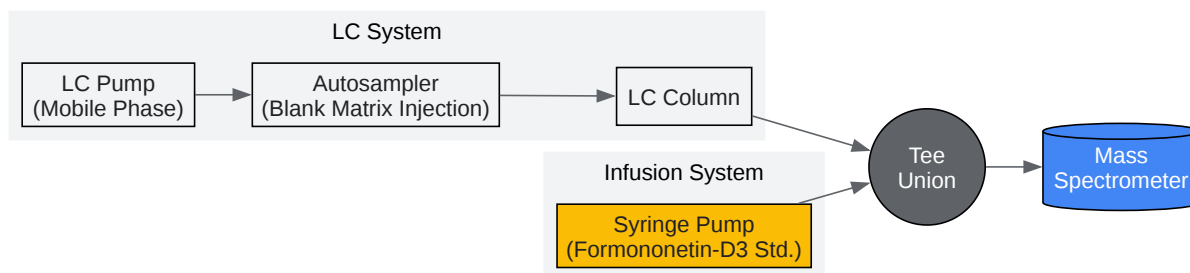 LC System
LC Pump
(Mobile Phase)
Autosampler
(Blank Matrix Injection)
LC Column
Tee
Union
Mass
Spectrometer
Infusion System
Syringe Pump
(Formononetin-D3 Std.)